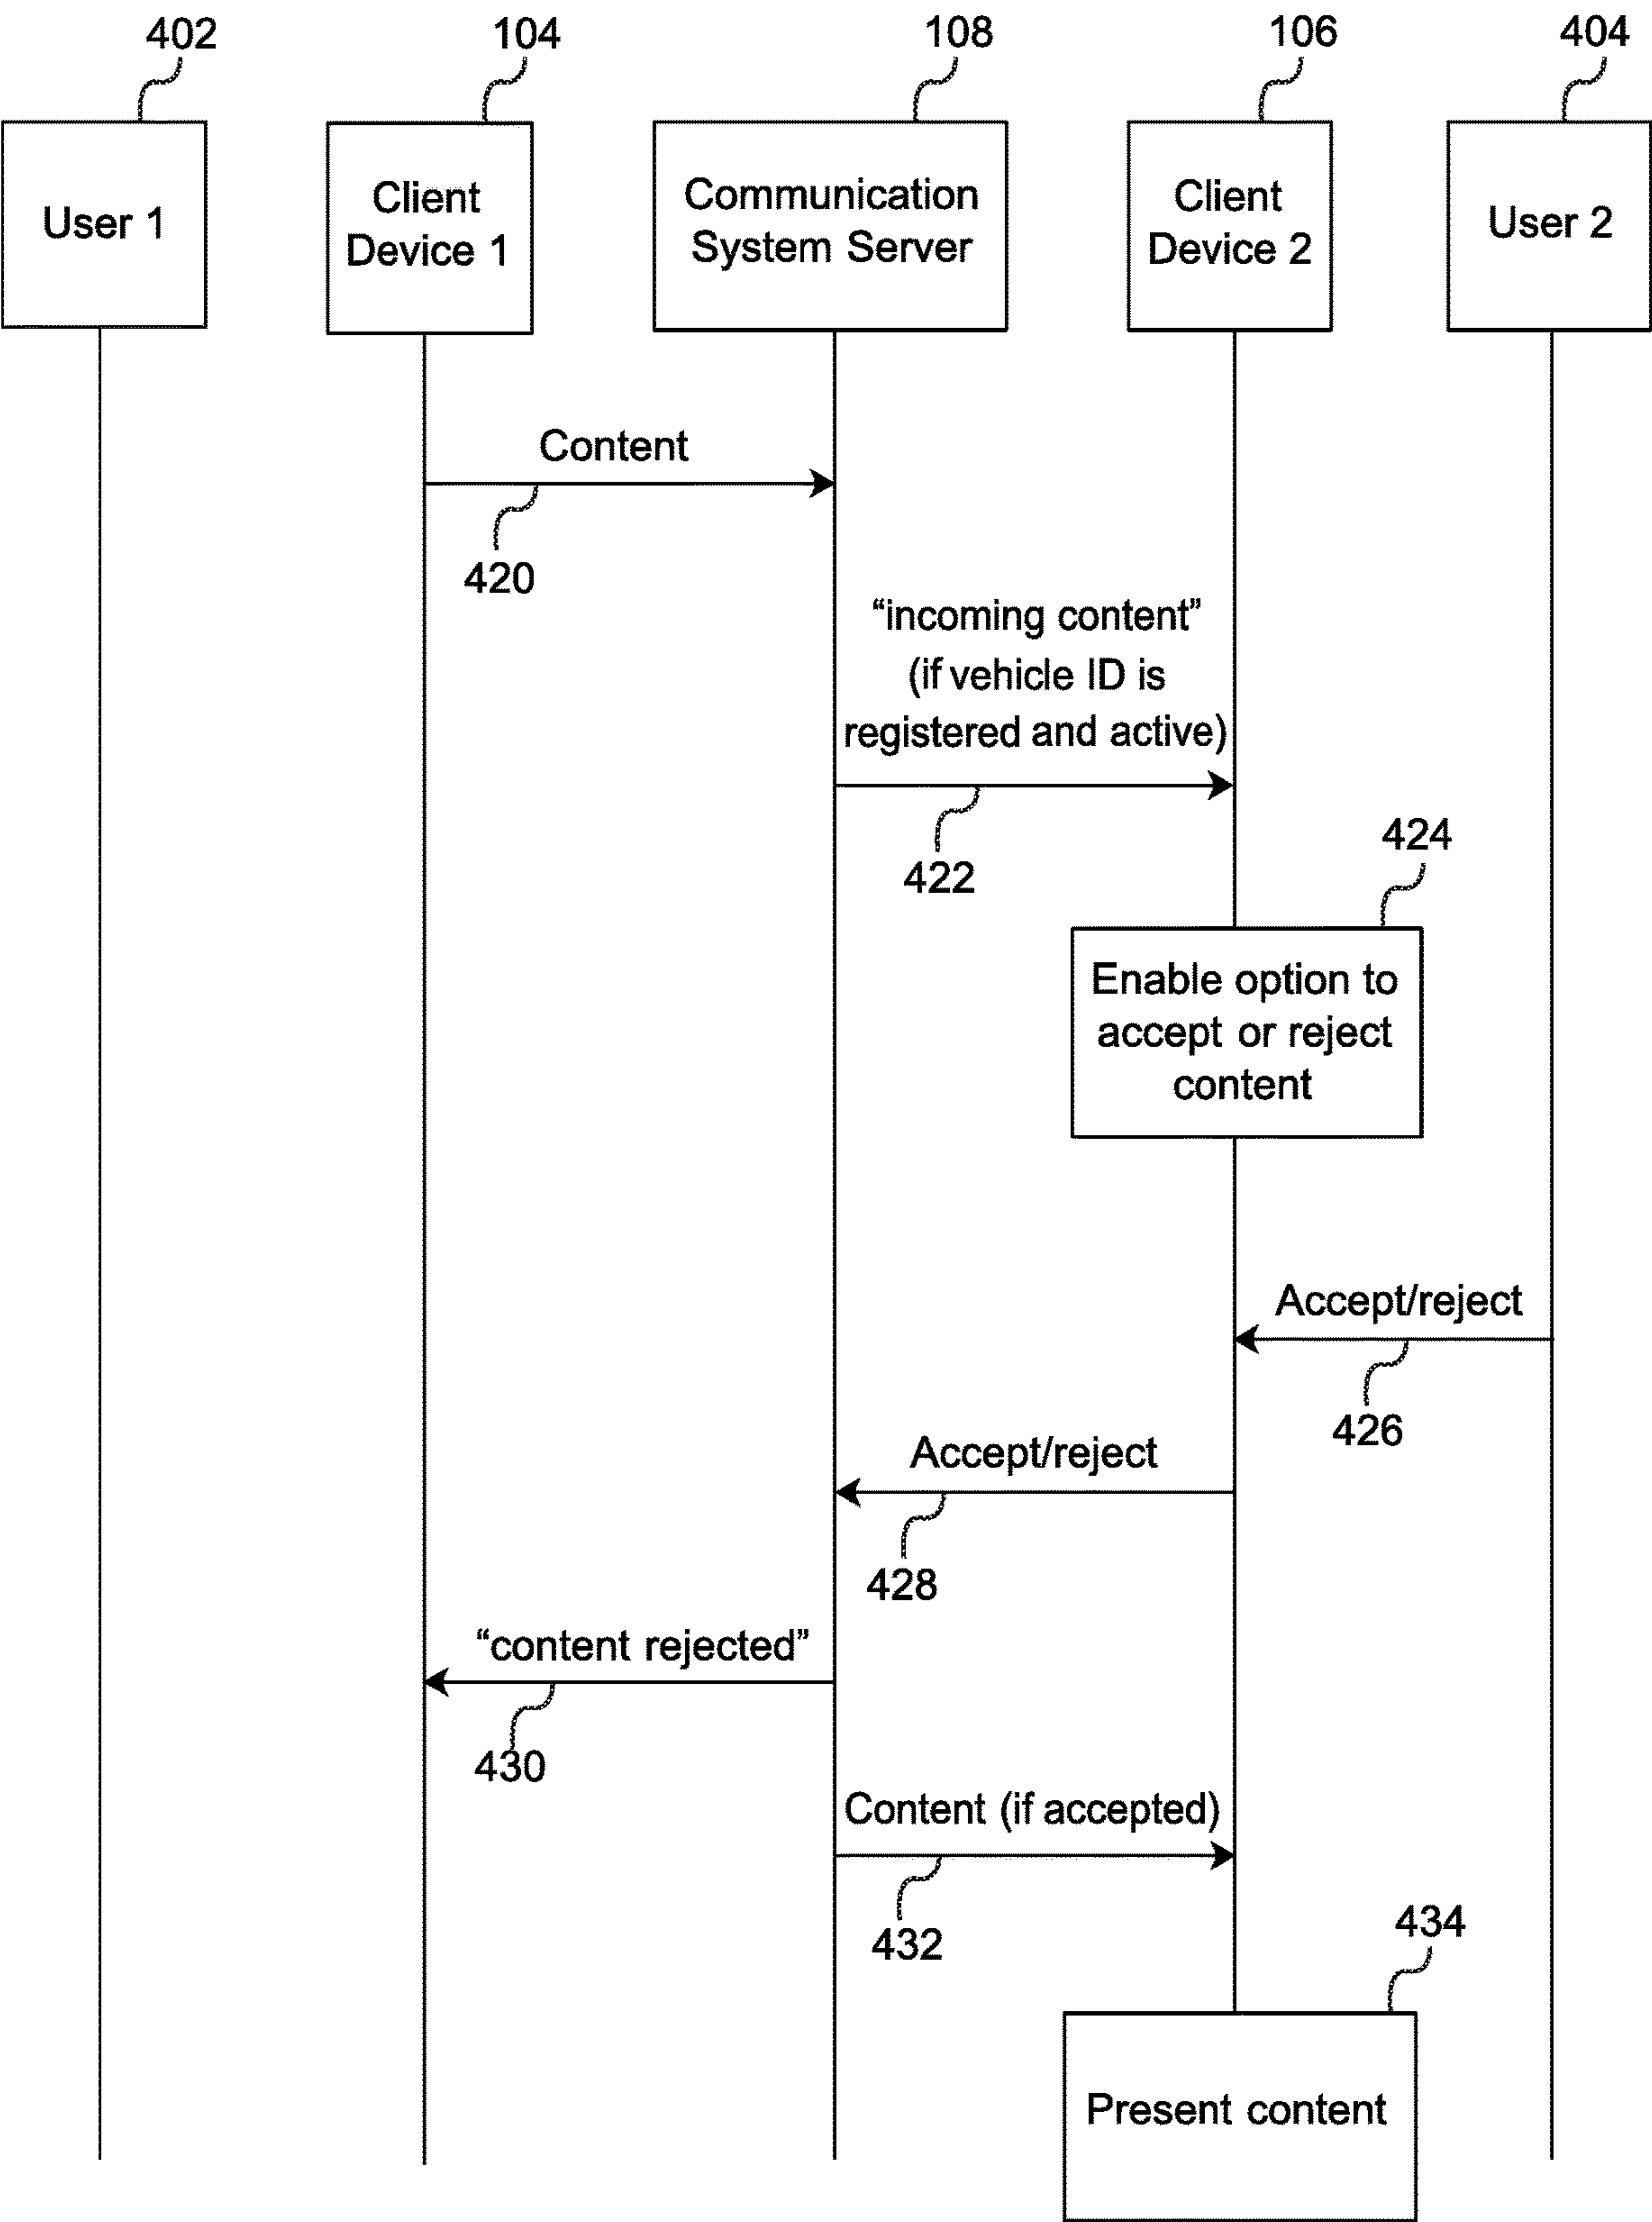 402
104
108
106
404
User 1
Client
Device 1
Communication
System Server
Client
Device 2
User 2
Content
420
“incoming content”
(if vehicle ID is
registered and active)
422
424
Enable option to
accept or reject
content
Accept/reject
426
Accept/reject
428
“content rejected”
430
Content (if accepted)
432
434
Present content